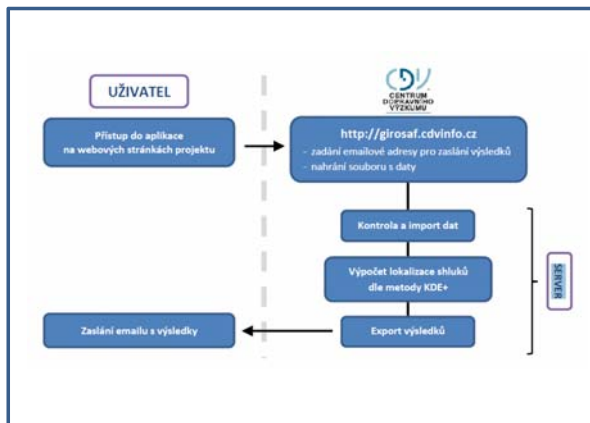 UŽIVATEL
CDV
CENTRUM
DOPRAVNÍHO
VÝZKUMU
Přístup do aplikace
na webových stránkách projektu
http://girosaf.cdvinfo.cz
- zadání emailové adresy pro zaslání výsledků
- nahrání souboru s daty
Kontrola a import dat
Výpočet lokalizace shluků
dle metody KDE+
SERVER
Zaslání emailu s výsledky
Export výsledků